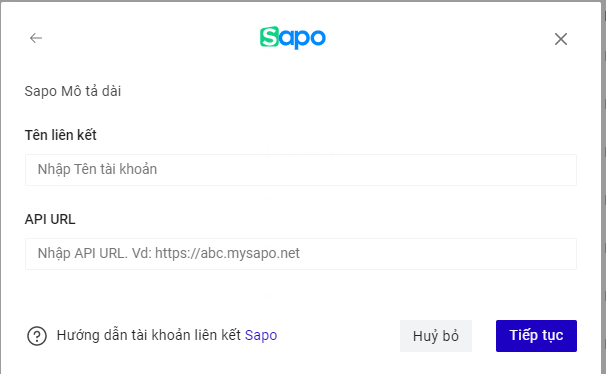 Sapo
Sapo Mô tả dài
Tên liên kết
Nhập Tên tài khoản
API URL
Nhập API URL. Vd: https://abc.mysapo.net
Hướng dẫn tài khoản liên kết Sapo
Huỷ bỏ
Tiếp tục